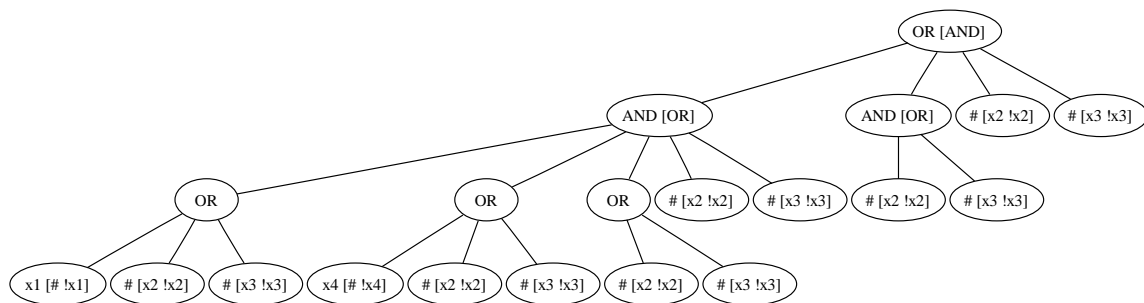 OR [AND]
AND [OR]
AND [OR]
# [x2 !x2]
# [x3 !x3]
OR
OR
OR
# [x2 !x2]
# [x3 !x3]
# [x2 !x2]
# [x3 !x3]
x1 [# !x1]
# [x2 !x2]
# [x3 !x3]
x4 [# !x4]
# [x2 !x2]
# [x3 !x3]
# [x2 !x2]
# [x3 !x3]